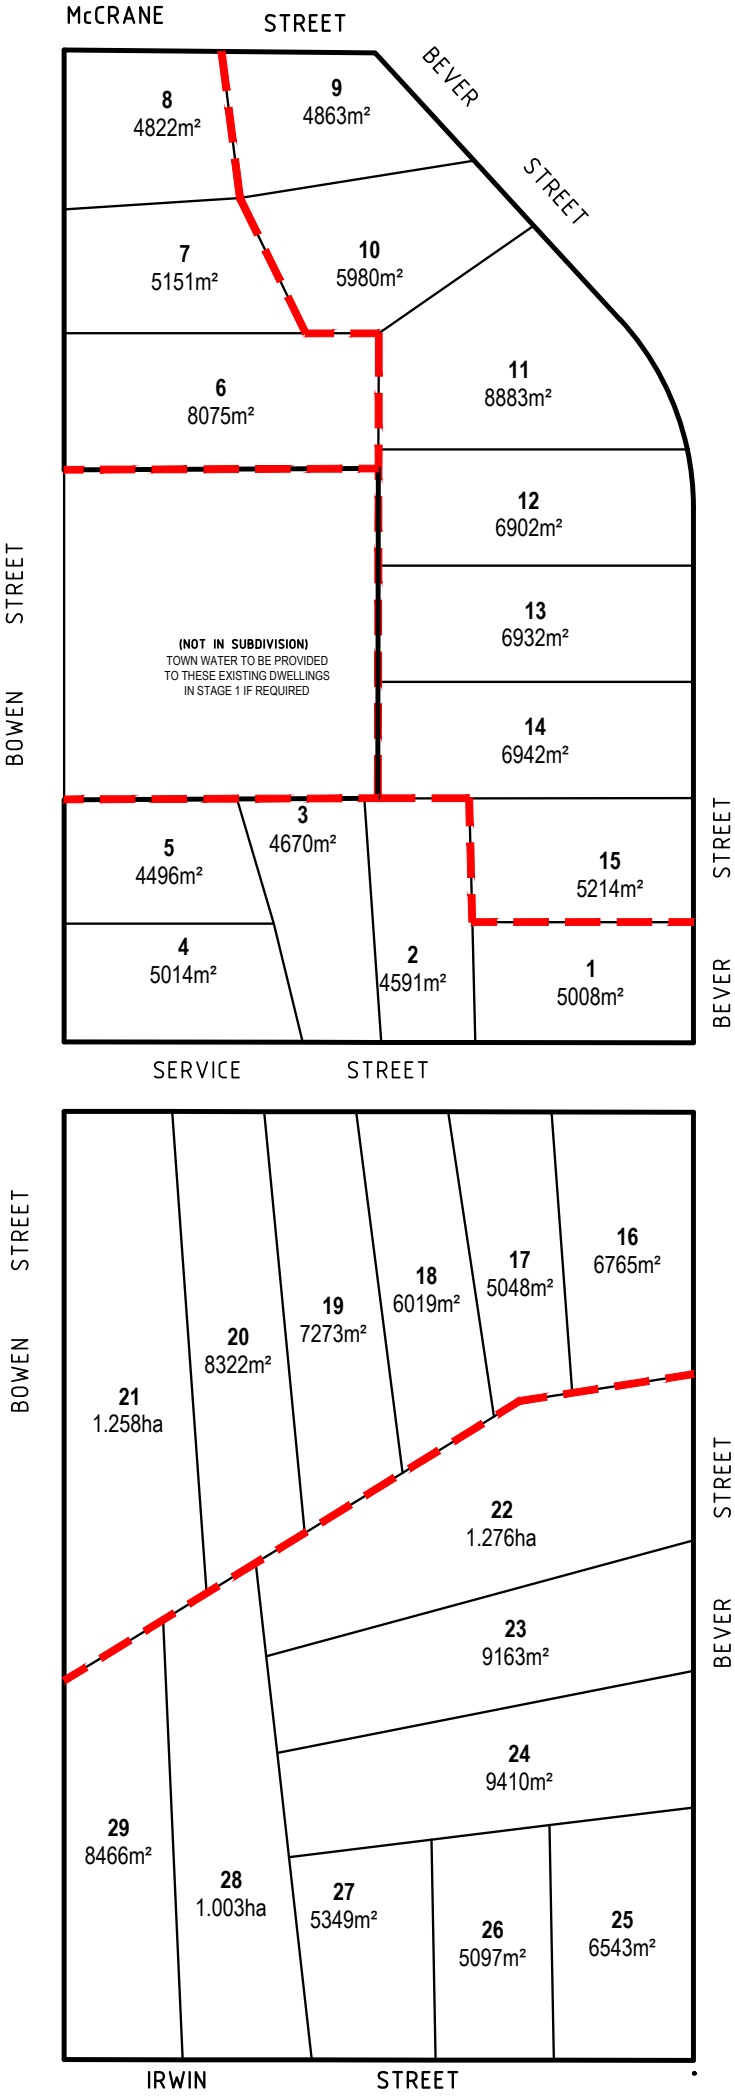 McCRANE STREET
BEVER STREET
8
4822m²
9
4863m²
7
5151m²
10
5980m²
6
8075m²
11
8883m²
12
6902m²
13
6932m²
BOWEN STREET
(NOT IN SUBDIVISION)
TOWN WATER TO BE PROVIDED
TO THESE EXISTING DWELLINGS
IN STAGE 1 IF REQUIRED
14
6942m²
3
4670m²
5
4496m²
15
5214m²
4
5014m²
2
4591m²
1
5008m²
BEVER STREET
SERVICE STREET
BOWEN STREET
16
6765m²
17
5048m²
18
6019m²
19
7273m²
20
8322m²
21
1.258ha
22
1.276ha
BEVER STREET
23
9163m²
24
9410m²
29
8466m²
28
1.003ha
27
5349m²
26
5097m²
25
6543m²
IRWIN STREET